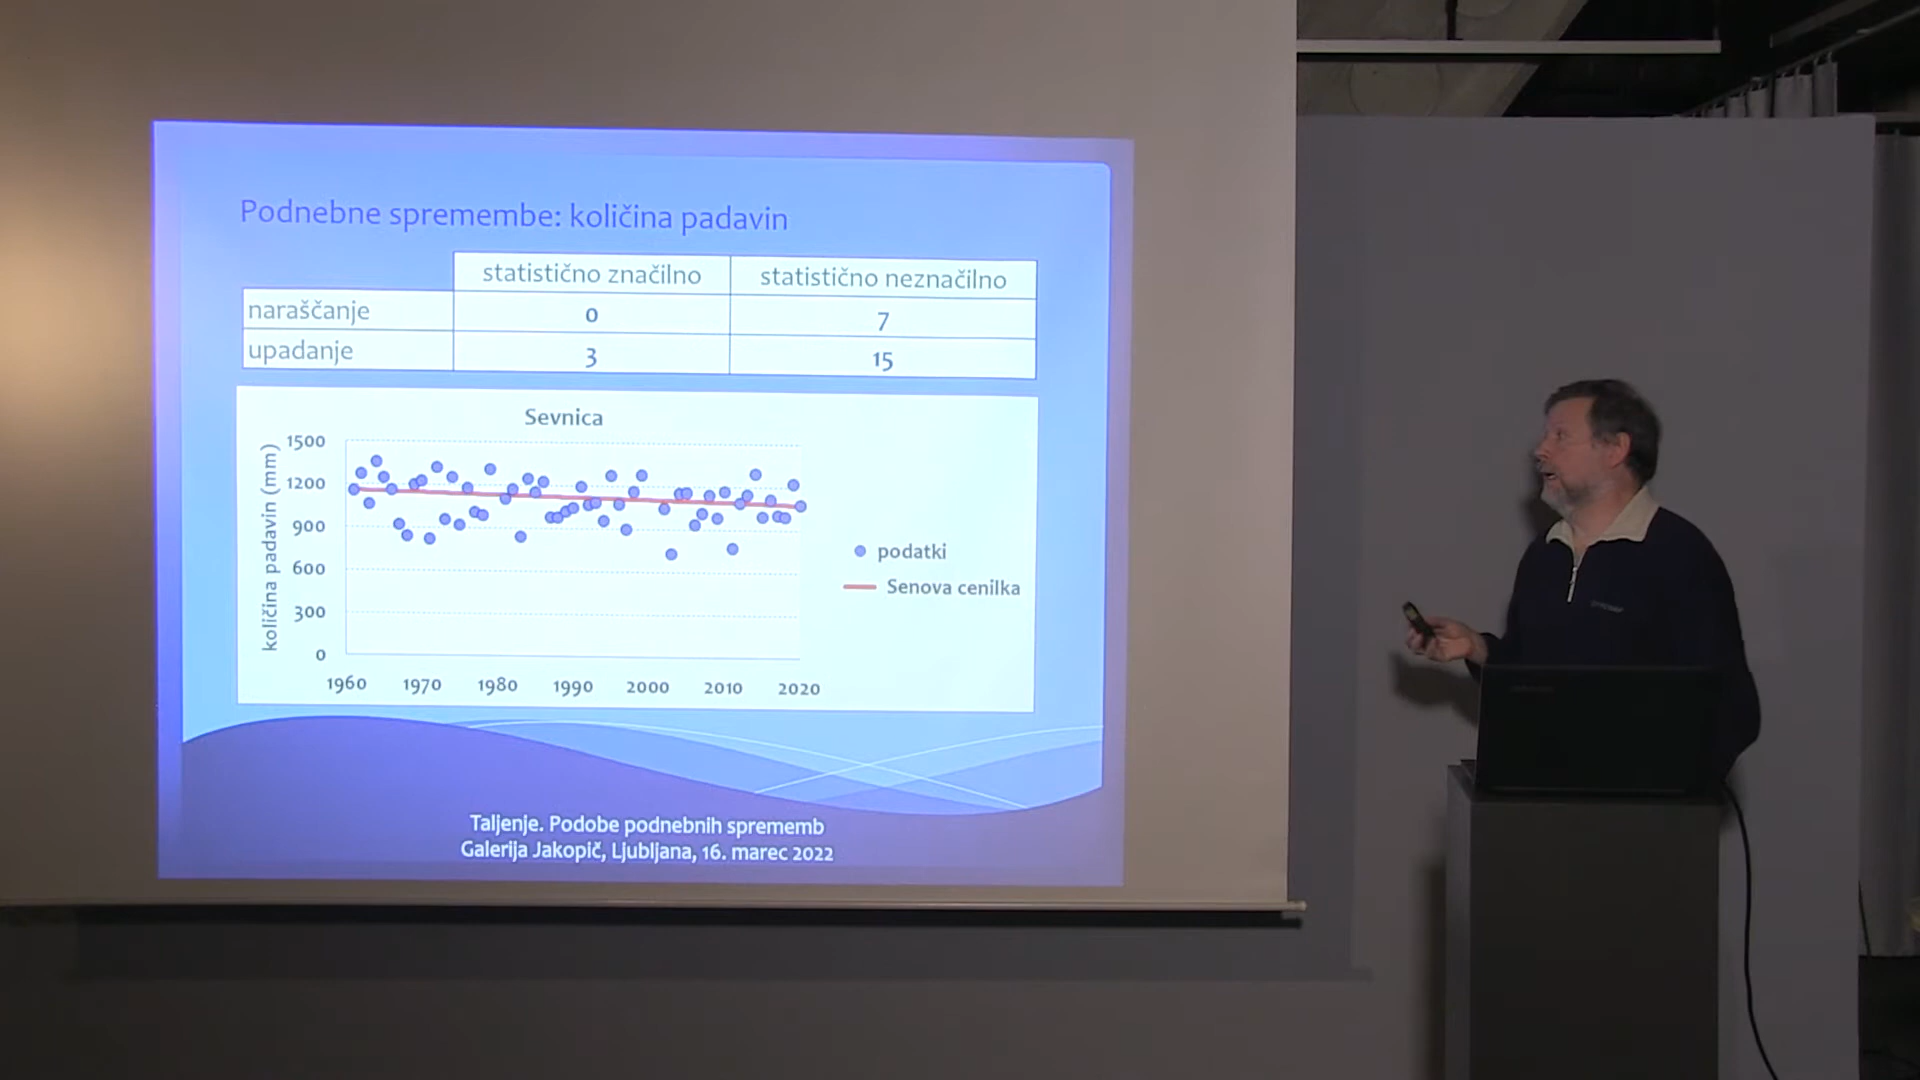 Podnebne spremembe: količina padavin
statistično značilno statistično neznačilno
naraščanje 0 7
upadanje 3 15
Sevnica
količina padavin (mm)
1500
1200
900
600
300
0
1960 1970 1980 1990 2000 2010 2020
podatki
Senova cenilka
Taljenje. Podobe podnebnih sprememb
Galerija Jakopič, Ljubljana, 16. marec 2022